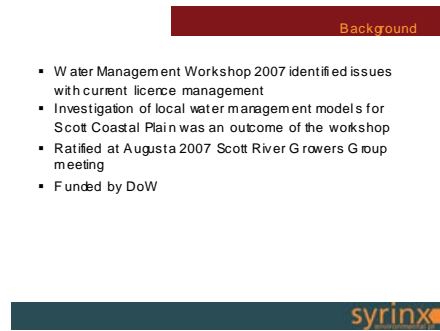 Background
▪ Water Management Workshop 2007 identified issues
with current licence management
▪ Investigation of local water management models for
Scott Coastal Plain was an outcome of the workshop
▪ Ratified at Augusta 2007 Scott River Growers Group
meeting
▪ Funded by DoW
syrinx
environmental pl